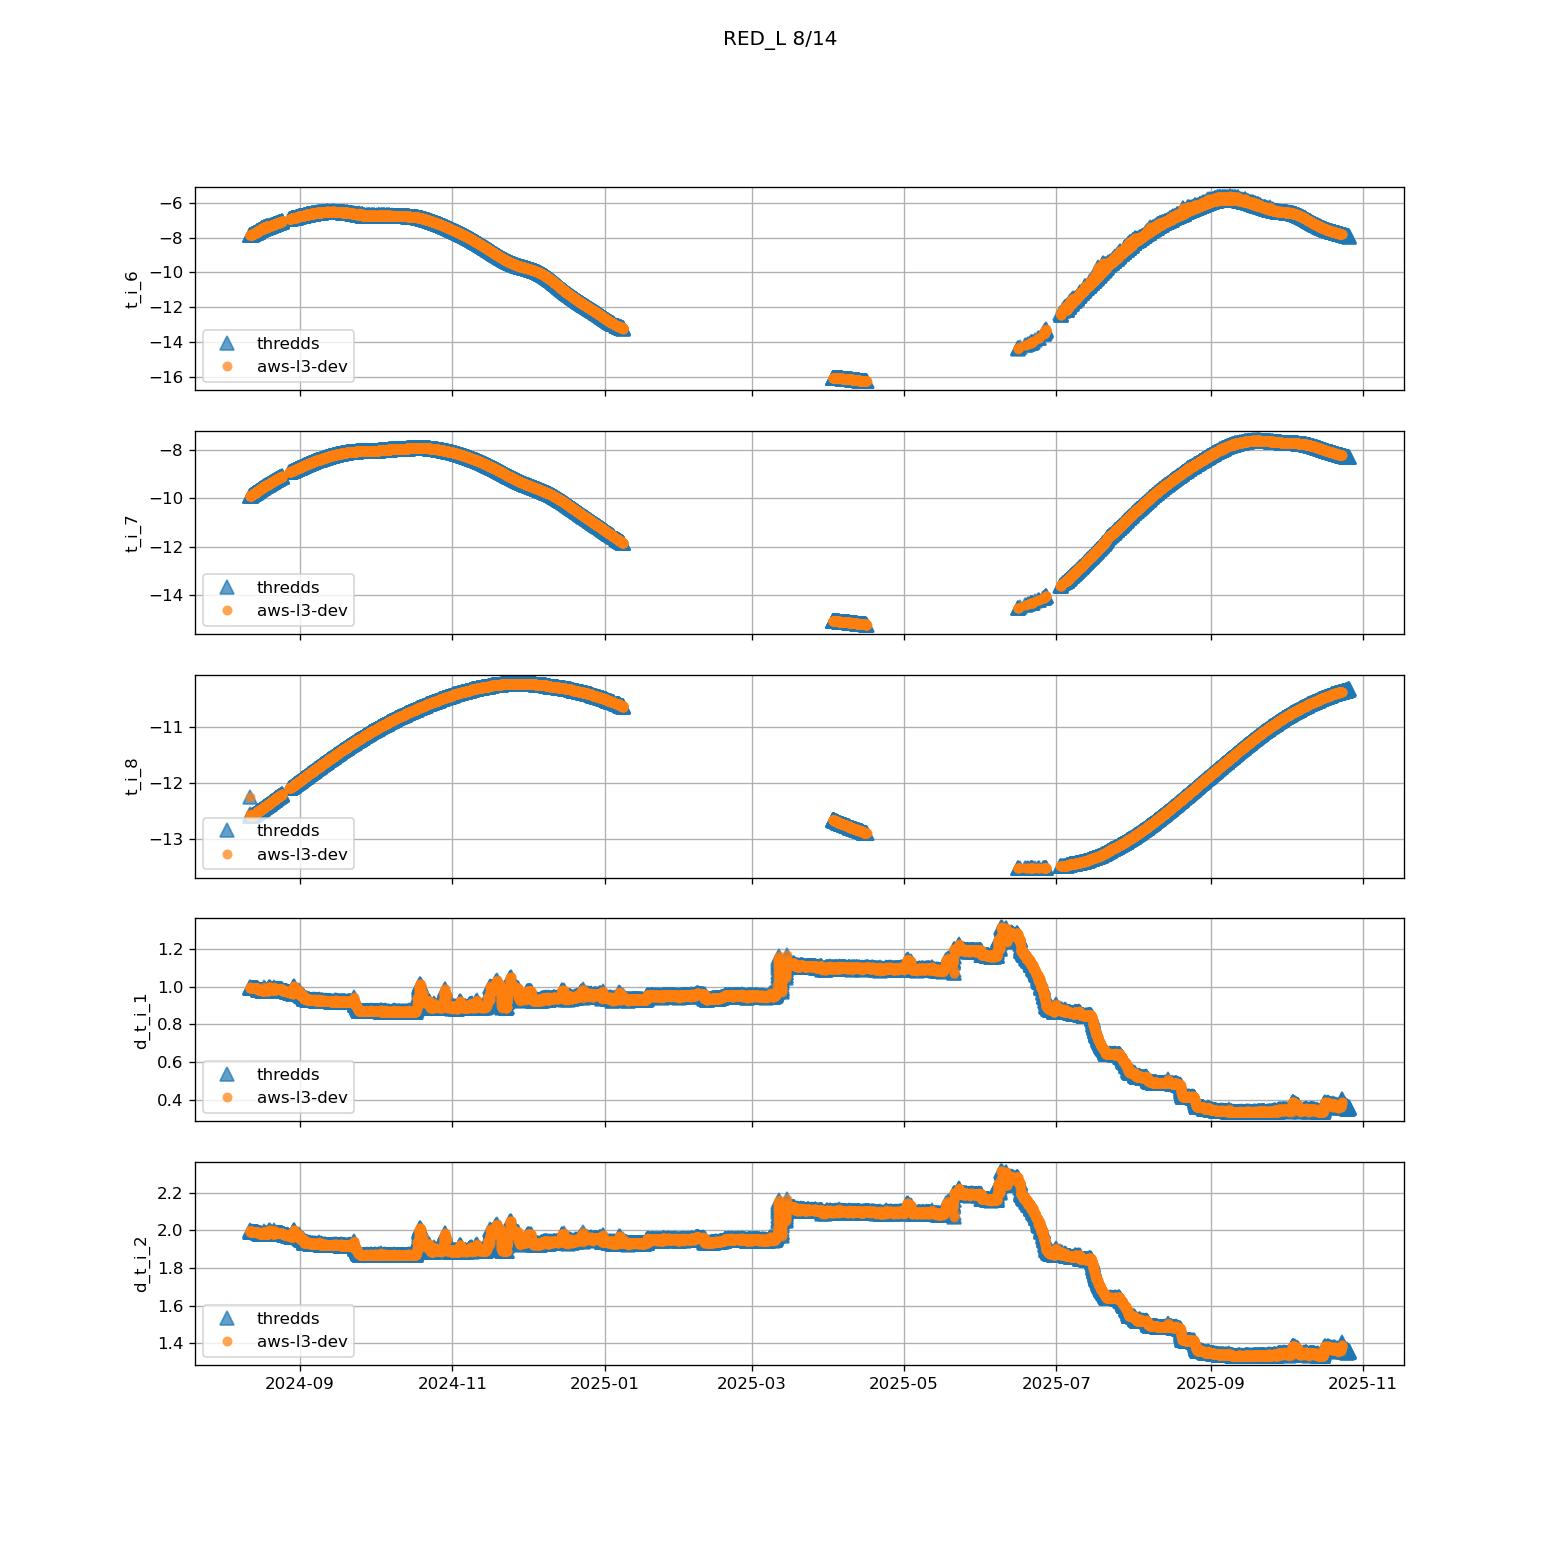 RED_L 8/14
−6
−8
−10
−12
−14
−16
t_i_6
thredds
aws-l3-dev
−8
−10
−12
−14
t_i_7
thredds
aws-l3-dev
−11
−12
−13
t_i_8
thredds
aws-l3-dev
1.2
1.0
0.8
0.6
0.4
d_t_i_1
thredds
aws-l3-dev
2.2
2.0
1.8
1.6
1.4
d_t_i_2
thredds
aws-l3-dev
2024-09 2024-11 2025-01 2025-03 2025-05 2025-07 2025-09 2025-11